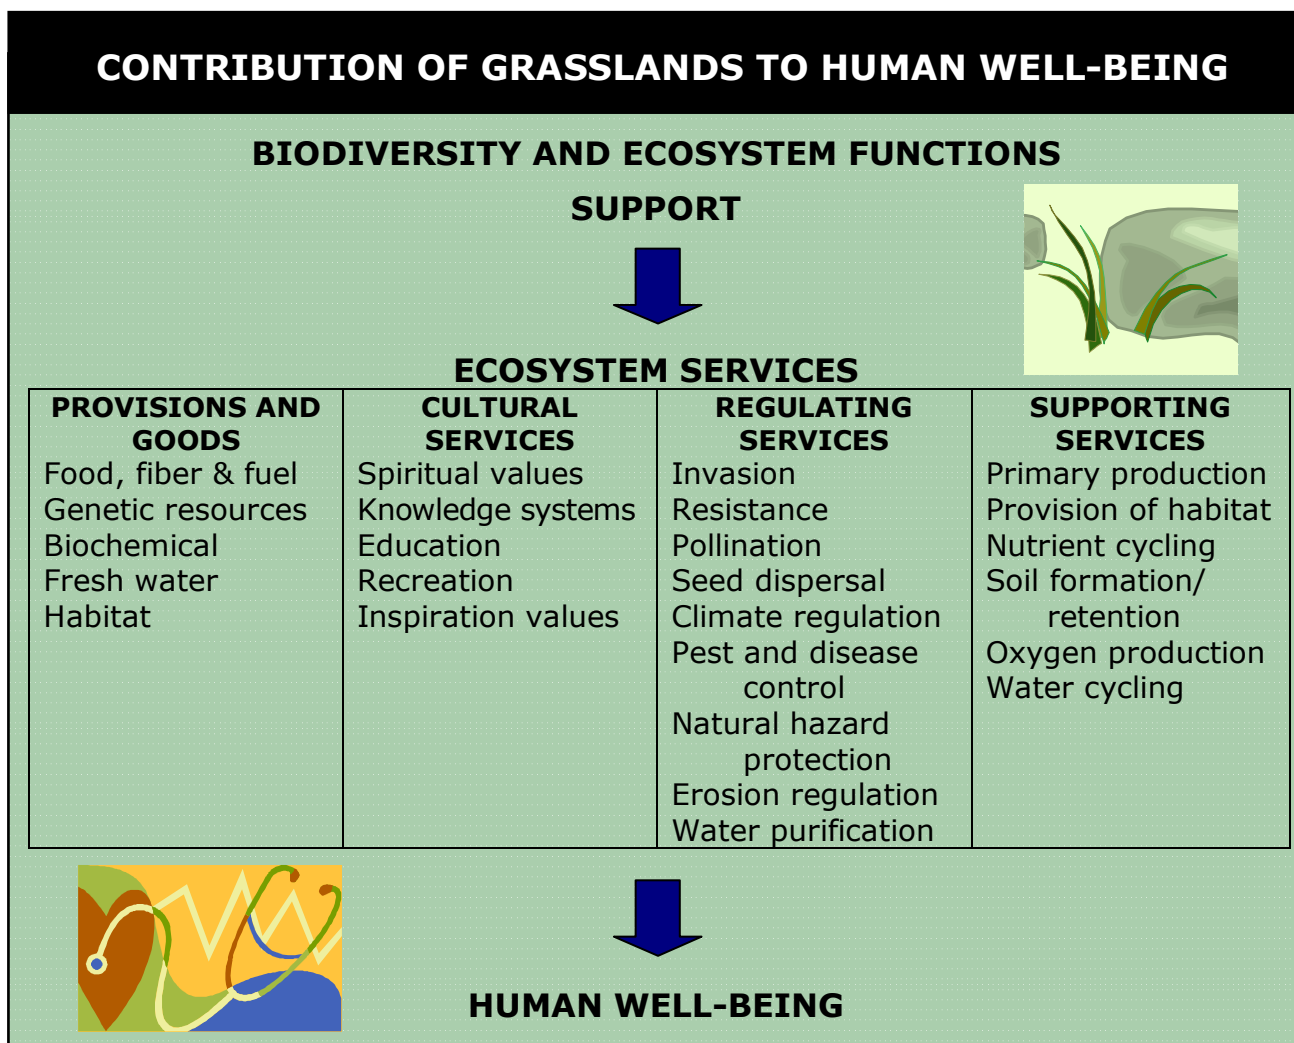 CONTRIBUTION OF GRASSLANDS TO HUMAN WELL-BEING
BIODIVERSITY AND ECOSYSTEM FUNCTIONS
SUPPORT
ECOSYSTEM SERVICES
PROVISIONS AND
GOODS
Food, fiber & fuel
Genetic resources
Biochemical
Fresh water
Habitat
CULTURAL
SERVICES
Spiritual values
Knowledge systems
Education
Recreation
Inspiration values
REGULATING
SERVICES
Invasion
Resistance
Pollination
Seed dispersal
Climate regulation
Pest and disease
control
Natural hazard
protection
Erosion regulation
Water purification
SUPPORTING
SERVICES
Primary production
Provision of habitat
Nutrient cycling
Soil formation/
retention
Oxygen production
Water cycling
HUMAN WELL-BEING